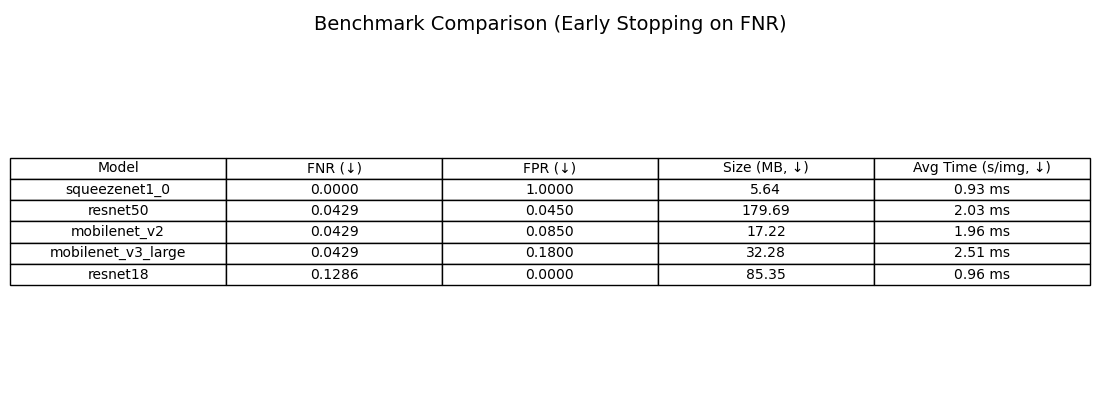 Benchmark Comparison (Early Stopping on FNR)
Model FNR (↓) FPR (↓) Size (MB, ↓) Avg Time (s/img, ↓)
squeezenet1_0 0.0000 1.0000 5.64 0.93 ms
resnet50 0.0429 0.0450 179.69 2.03 ms
mobilenet_v2 0.0429 0.0850 17.22 1.96 ms
mobilenet_v3_large 0.0429 0.1800 32.28 2.51 ms
resnet18 0.1286 0.0000 85.35 0.96 ms